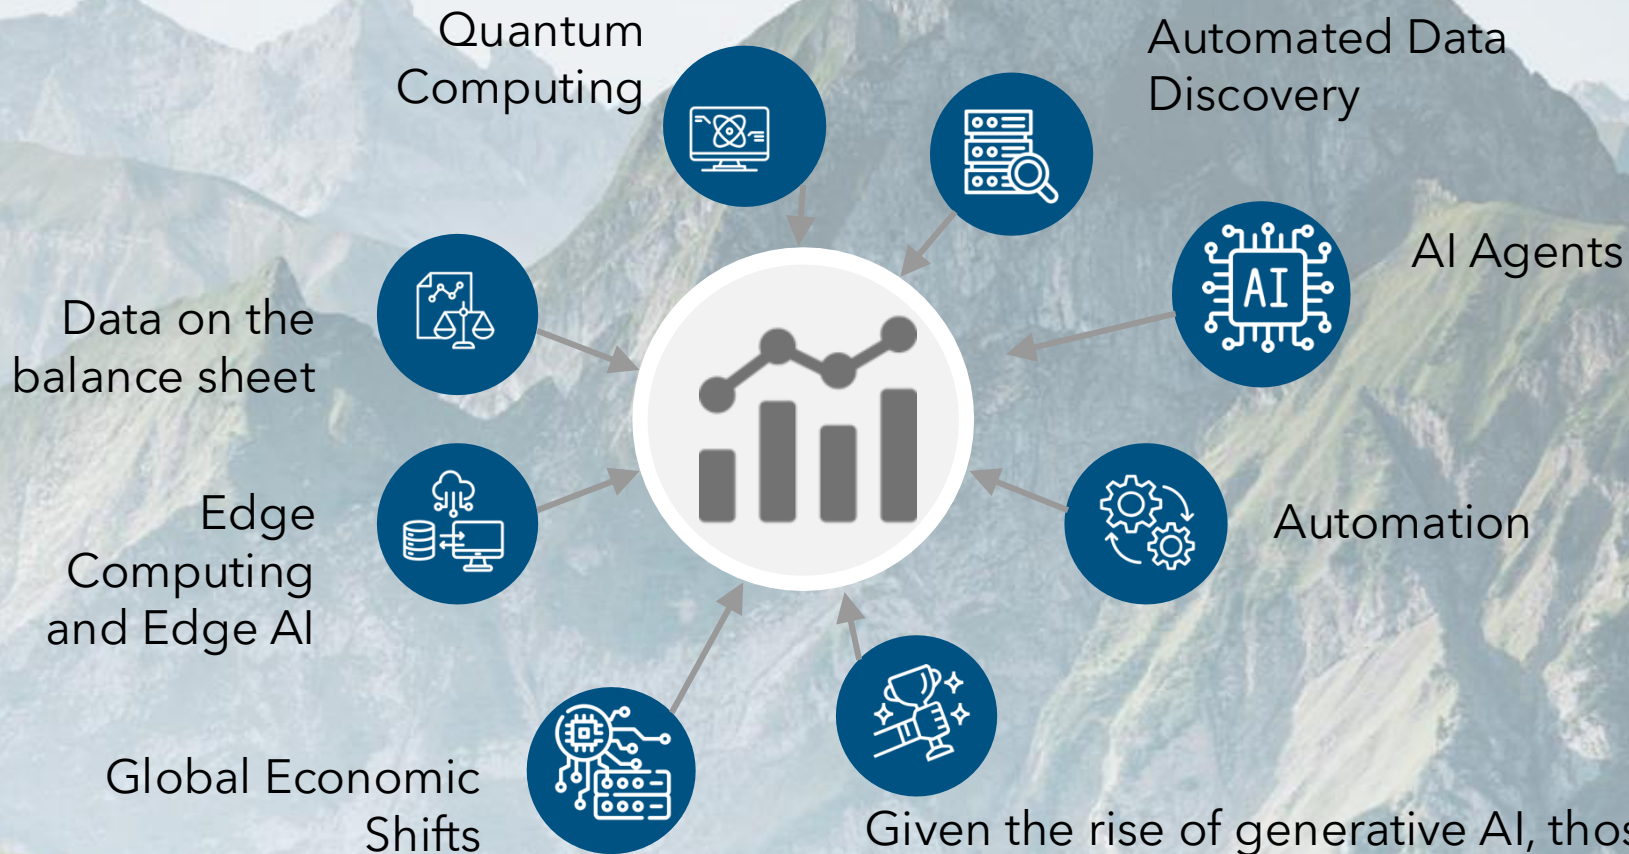 Quantum
Computing
Automated Data
Discovery
AI Agents
Data on the
balance sheet
AI
Edge
Computing
and Edge AI
Automation
Global Economic
Shifts
Given the rise of generative AI,